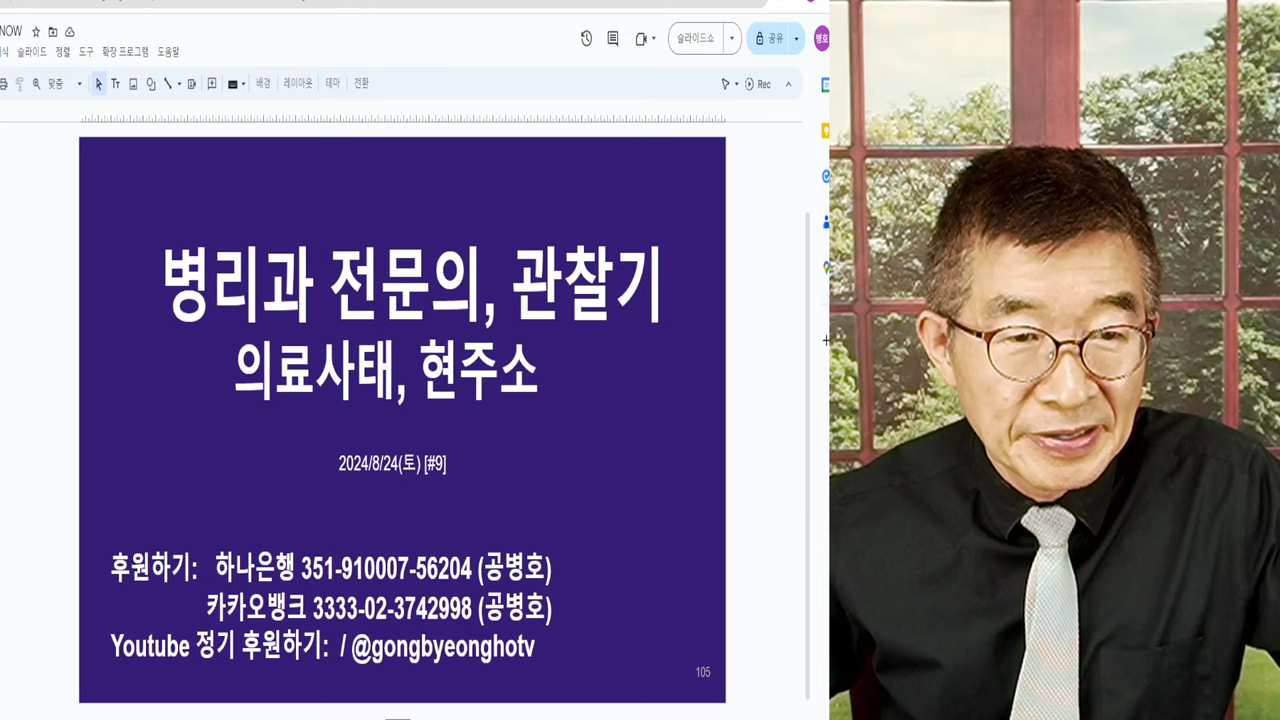 NOW
슬라이드 정렬 도구 확장 프로그램 도움말
슬라이드쇼
공유
병호
맞춤
Tт
배경 레이아웃 테마 전환
Rec
병리과 전문의, 관찰기
의료사태, 현주소
2024/8/24(토) [#9]
후원하기: 하나은행 351-910007-56204 (공병호)
카카오뱅크 3333-02-3742998 (공병호)
Youtube 정기 후원하기: / @gongbyeonghotv
105